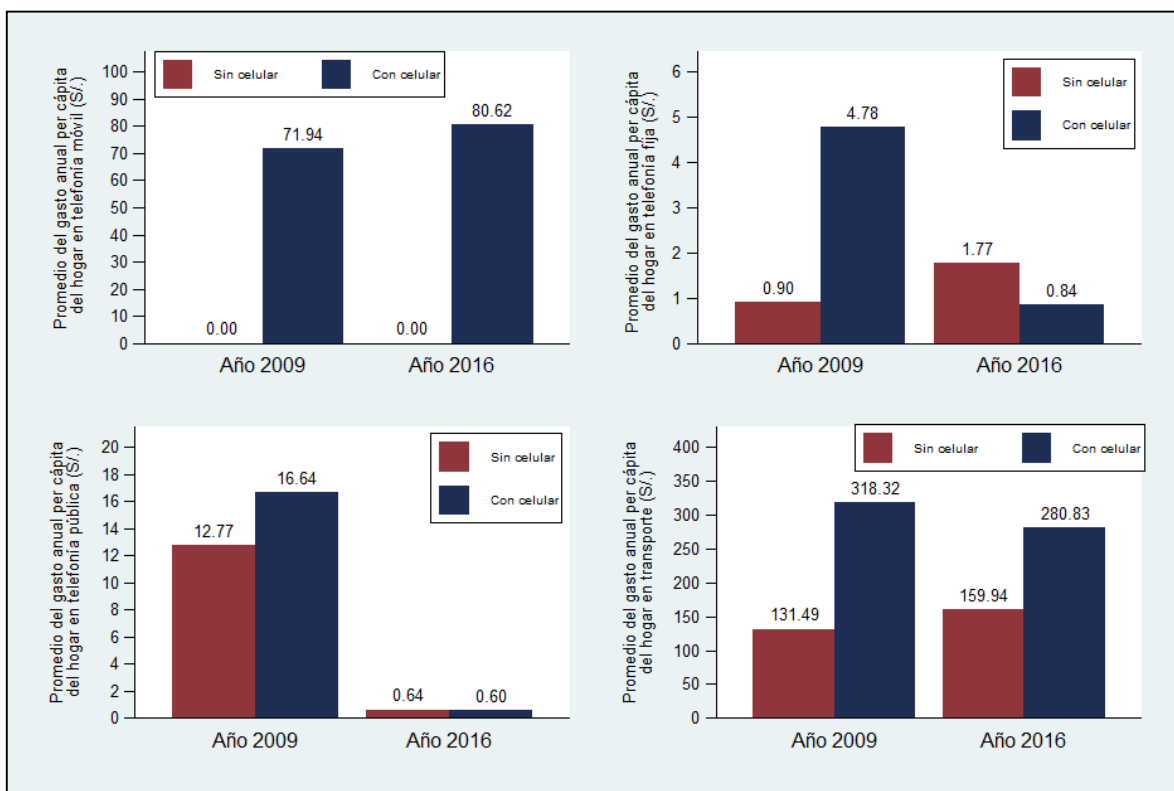 Promedio del gasto anual per cápita
del hogar en telefonía móvil (S/.)
Sin celular
Con celular
100
90
80
70
60
50
40
30
20
10
0
0.00
71.94
0.00
80.62
Año 2009
Año 2016
Promedio del gasto anual per cápita
del hogar en telefonía fija (S/.)
Sin celular
Con celular
6
5
4
3
2
1
0
0.90
4.78
1.77
0.84
Año 2009
Año 2016
Promedio del gasto anual per cápita
del hogar en telefonía pública (S/.)
Sin celular
Con celular
20
18
16
14
12
10
8
6
4
2
0
12.77
16.64
0.64
0.60
Año 2009
Año 2016
Promedio del gasto anual per cápita
del hogar en transporte (S/.)
Sin celular
Con celular
400
350
300
250
200
150
100
50
0
131.49
318.32
159.94
280.83
Año 2009
Año 2016